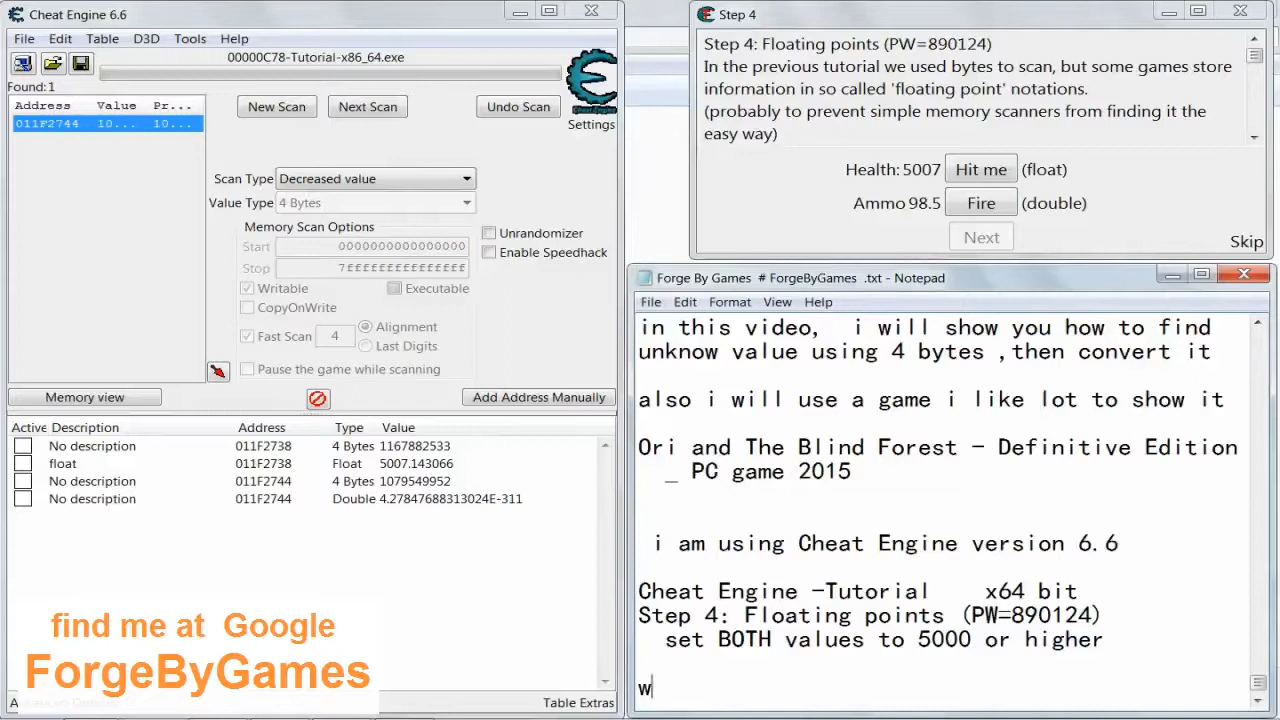 Cheat Engine 6.6
File Edit Table D3D Tools Help
00000C78-Tutorial-x86_64.exe
Found:1
Address Value Pr...
011F2744 10... 10...
New Scan Next Scan Undo Scan
Settings
Scan Type Decreased value
Value Type 4 Bytes
Memory Scan Options
Start 0000000000000000
Stop 7fffffffffffffff
Writable Executable
CopyOnWrite
Fast Scan 4 Alignment
Last Digits
Pause the game while scanning
Unrandomizer
Enable Speedhack
Memory view Add Address Manually
Active Description Address Type Value
No description 011F2738 4 Bytes 1167882533
float 011F2738 Float 5007.143066
No description 011F2744 4 Bytes 1079549952
No description 011F2744 Double 4.27847688313024E-311
find me at Google
ForgeByGames
Table Extras
Step 4
Step 4: Floating points (PW=890124)
In the previous tutorial we used bytes to scan, but some games store
information in so called 'floating point' notations.
(probably to prevent simple memory scanners from finding it the
easy way)
Health: 5007 Hit me (float)
Ammo 98.5 Fire (double)
Next
Skip
Forge By Games # ForgeByGames .txt - Notepad
File Edit Format View Help
in this video, i will show you how to find
unknow value using 4 bytes ,then convert it
also i will use a game i like lot to show it
Ori and The Blind Forest - Definitive Edition
_ PC game 2015
i am using Cheat Engine version 6.6
Cheat Engine -Tutorial x64 bit
Step 4: Floating points (PW=890124)
set BOTH values to 5000 or higher
w